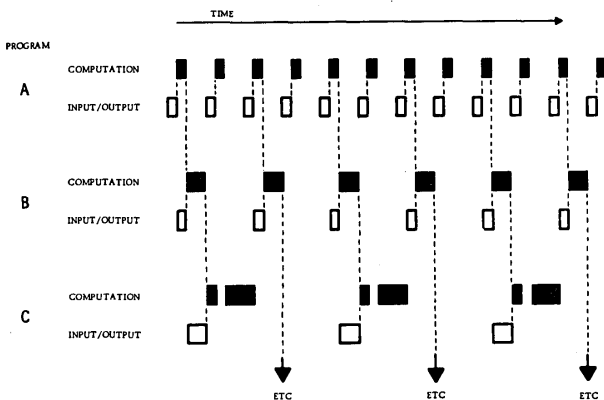 TIME
PROGRAM
COMPUTATION
A
INPUT/OUTPUT
COMPUTATION
B
INPUT/OUTPUT
COMPUTATION
C
INPUT/OUTPUT
ETC ETC ETC